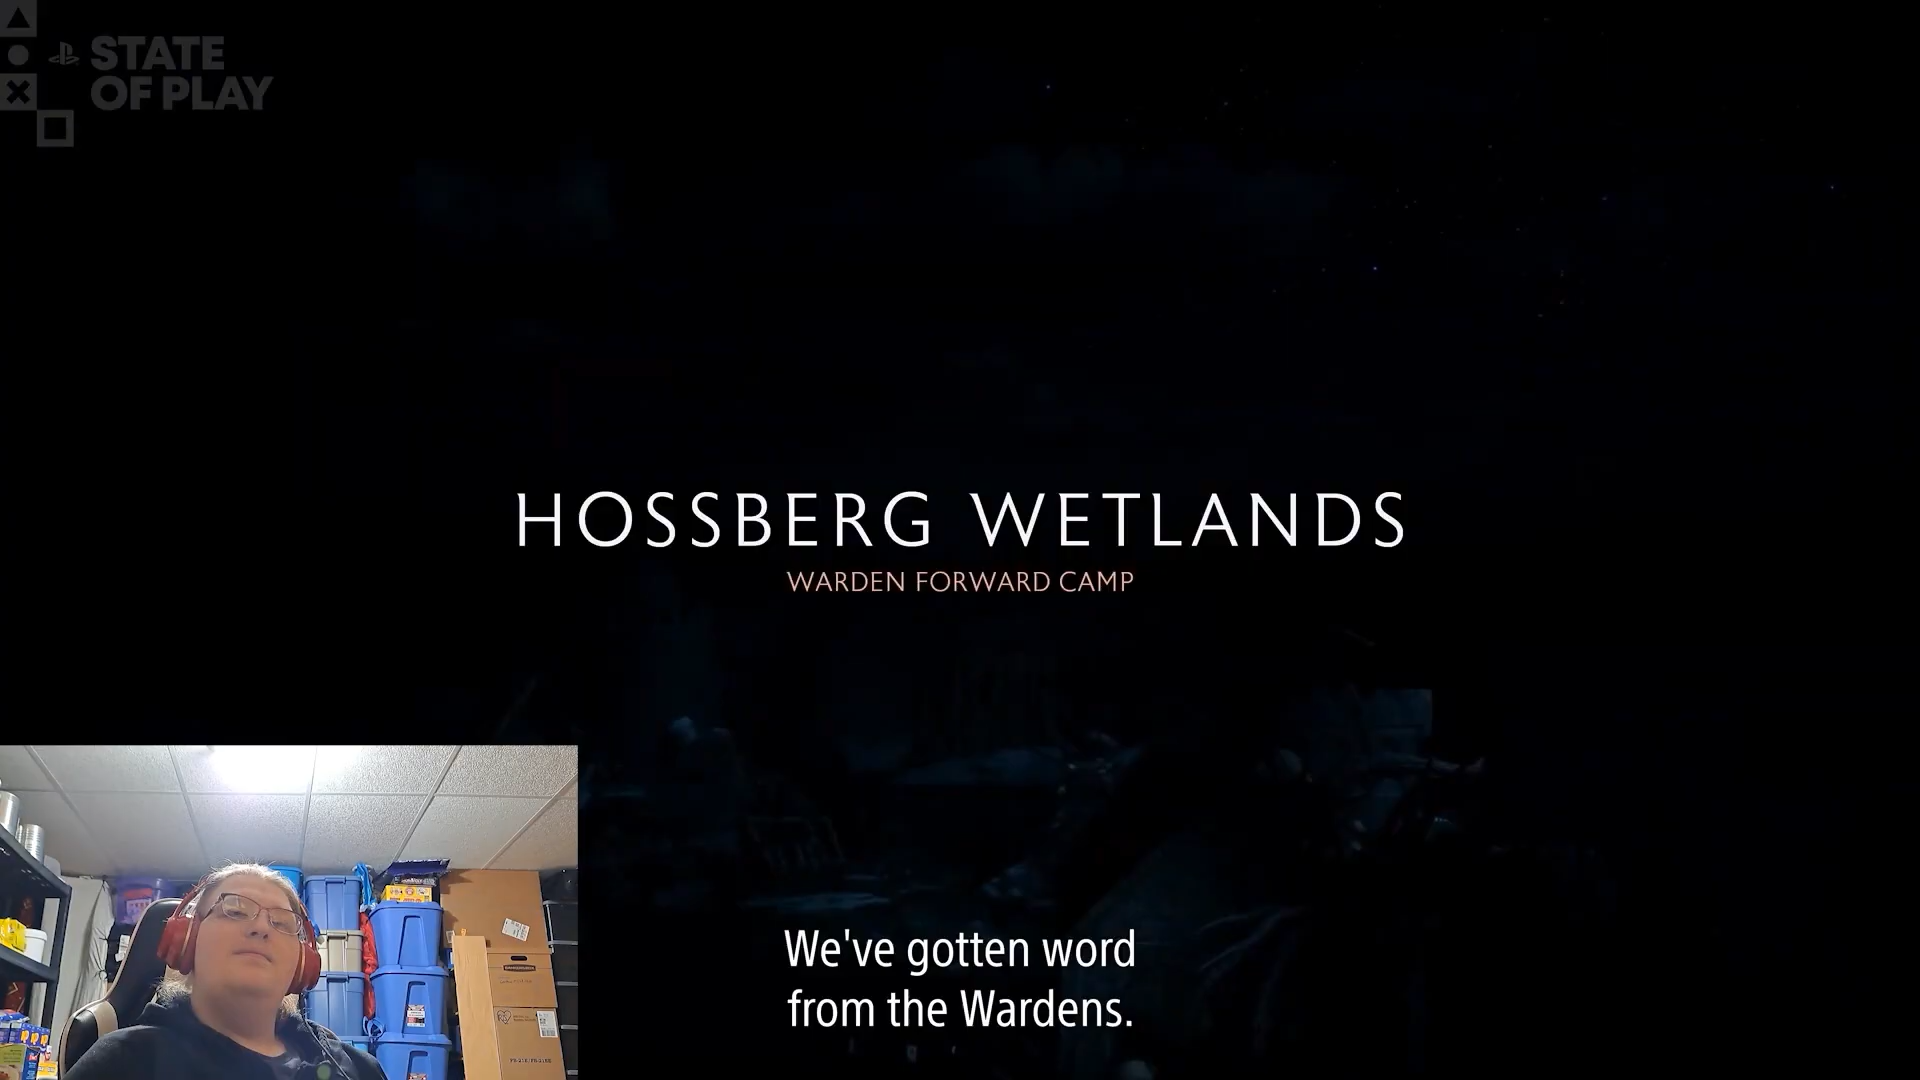 STATE
OF PLAY
HOSSBERG WETLANDS
WARDEN FORWARD CAMP
We've gotten word
from the Wardens.